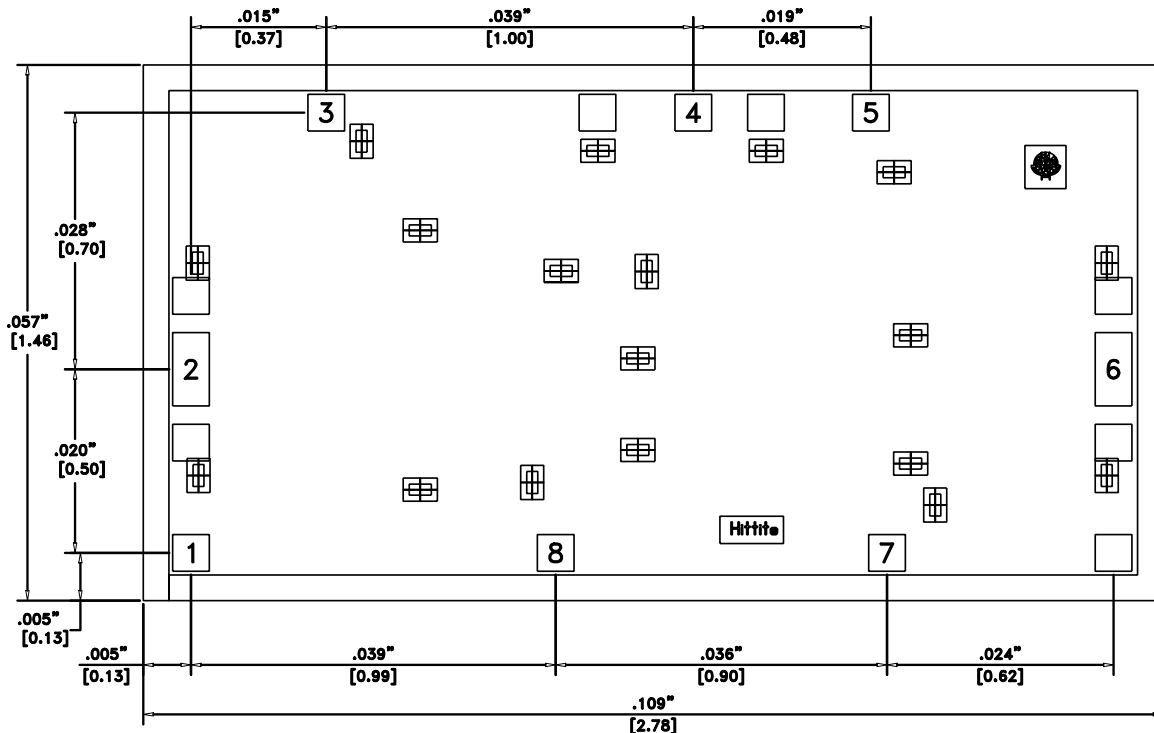 .015” .039” .019”
[0.37] [1.00] [0.48]
3 4 5
.028”
[0.70]
.057”
[1.46]
2 6
.020”
[0.50]
Hittite
1 8 7
.005”
[0.13]
.005” .039” .036” .024”
[0.13] [0.99] [0.90] [0.62]
.109”
[2.78]